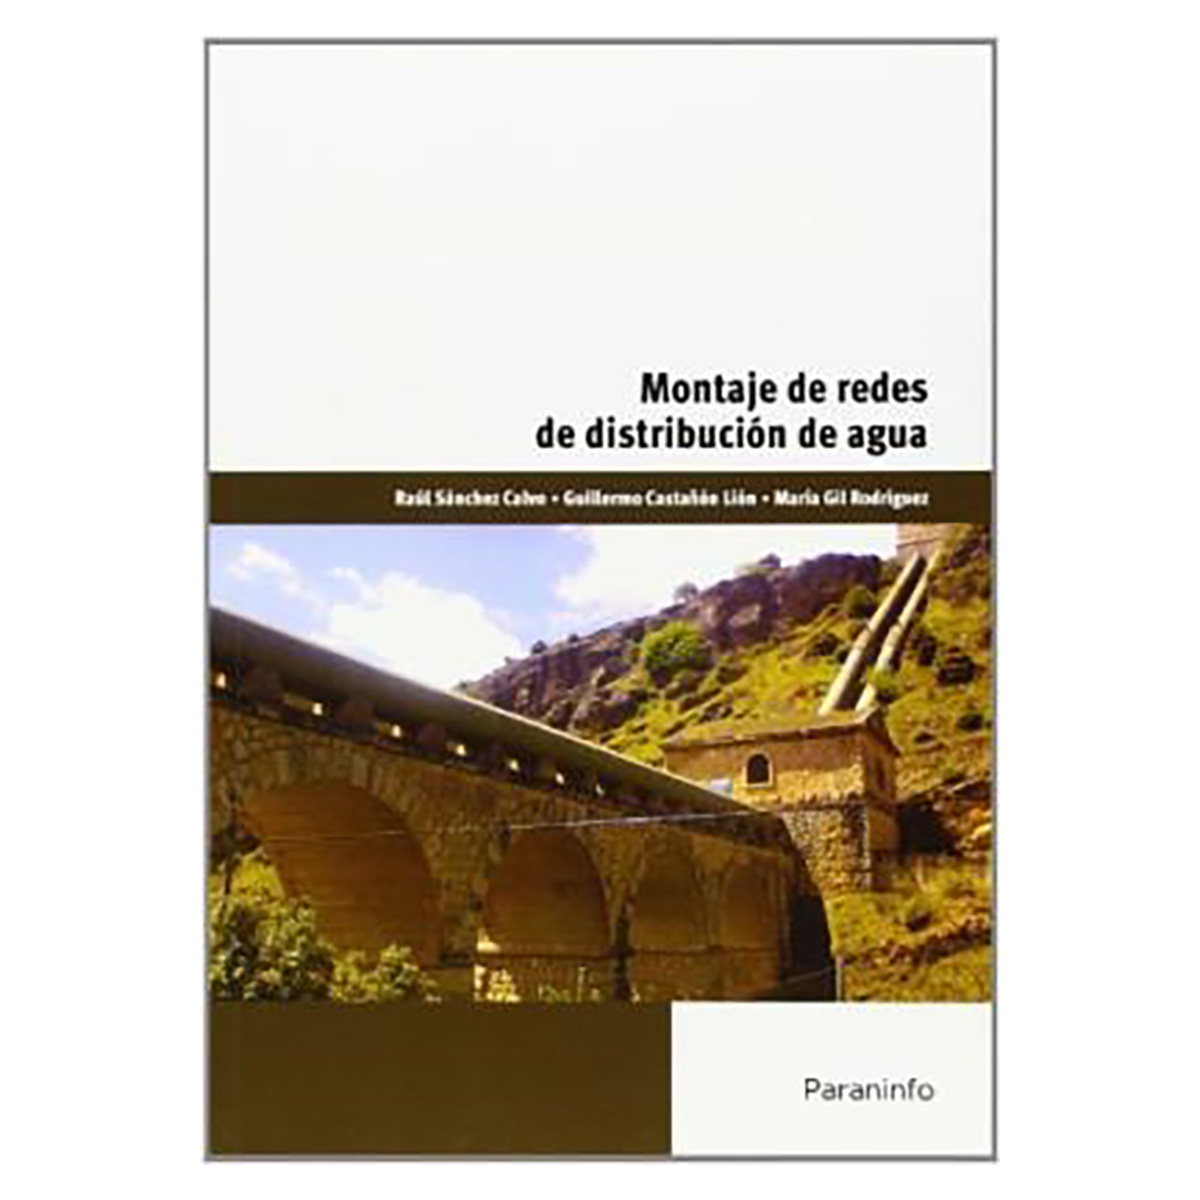 Montaje de redes
de distribución de agua
Raúl Sánchez Calvo • Guillermo Castañón Lión • María Gil Rodríguez
Paraninfo